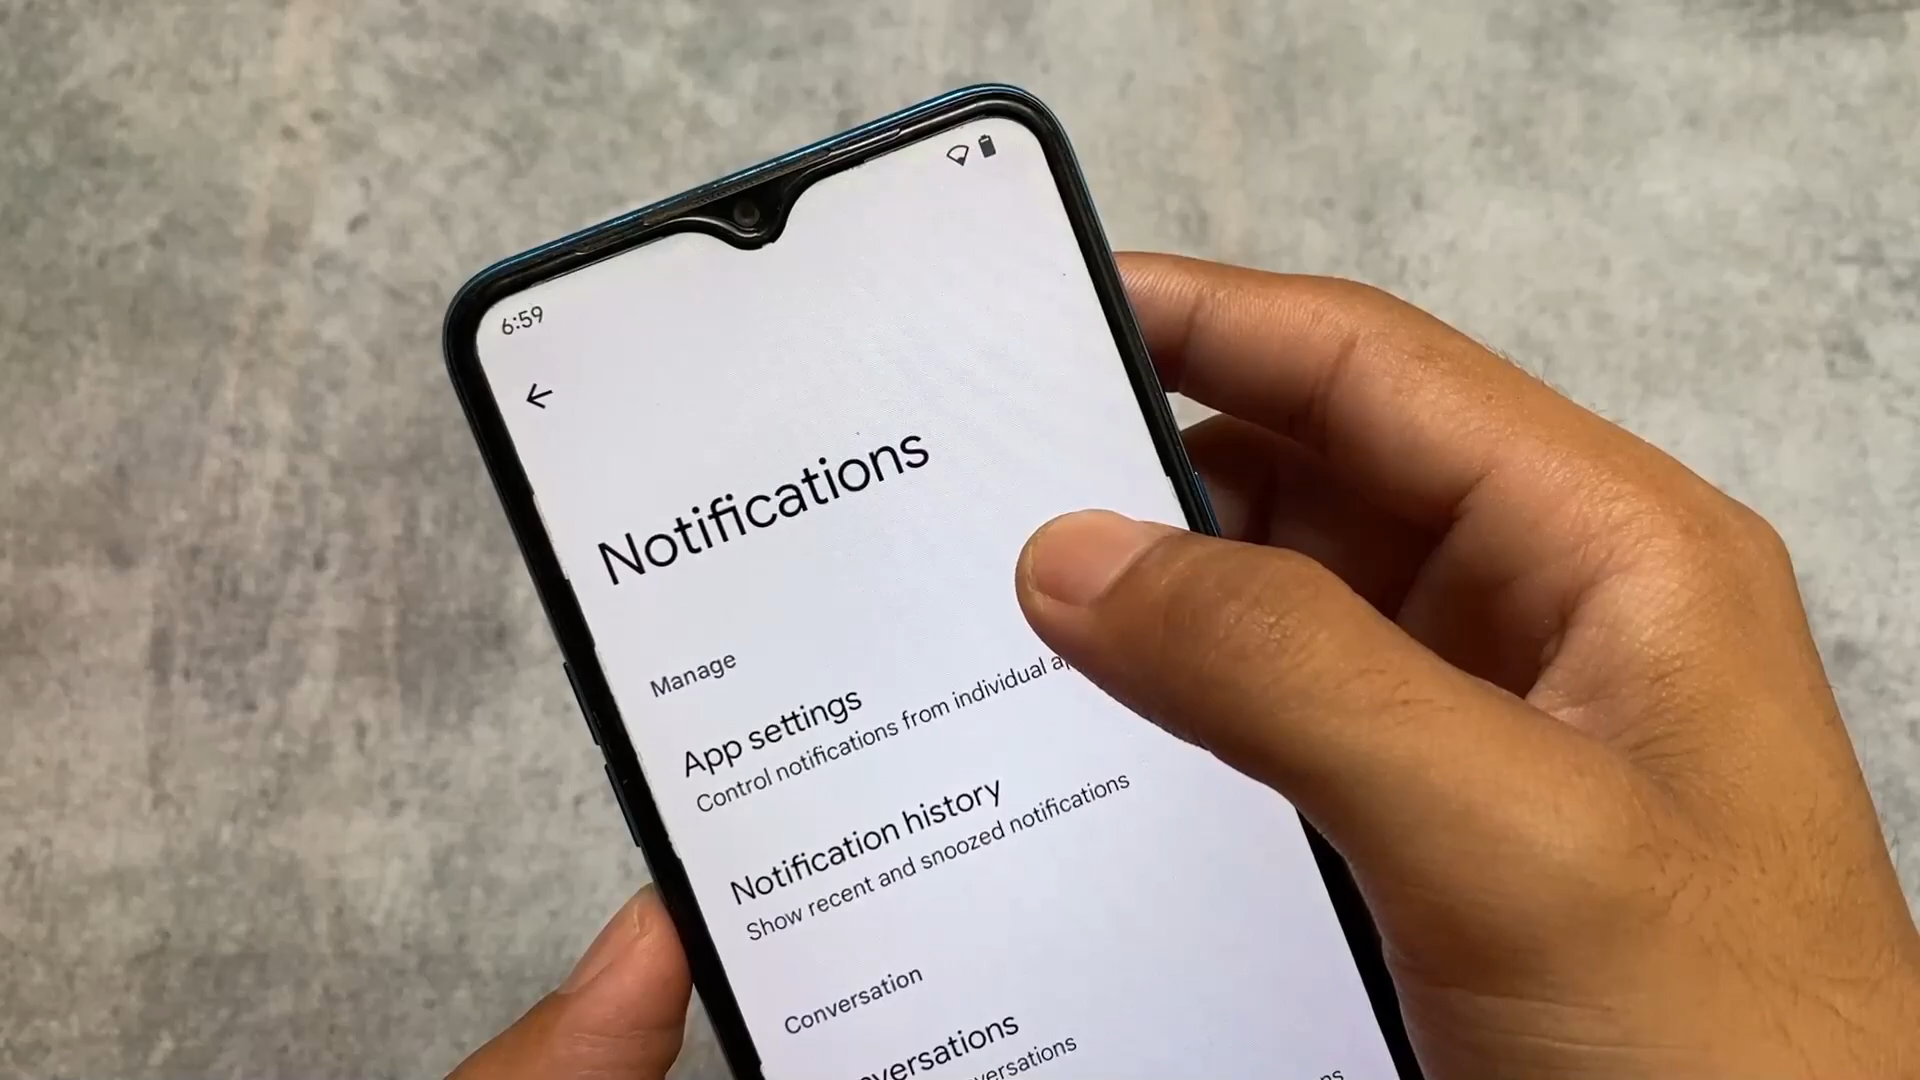 6:59
Notifications
Manage
App settings
Control notifications from individual
Notification history
Show recent and snoozed notifications
Conversation